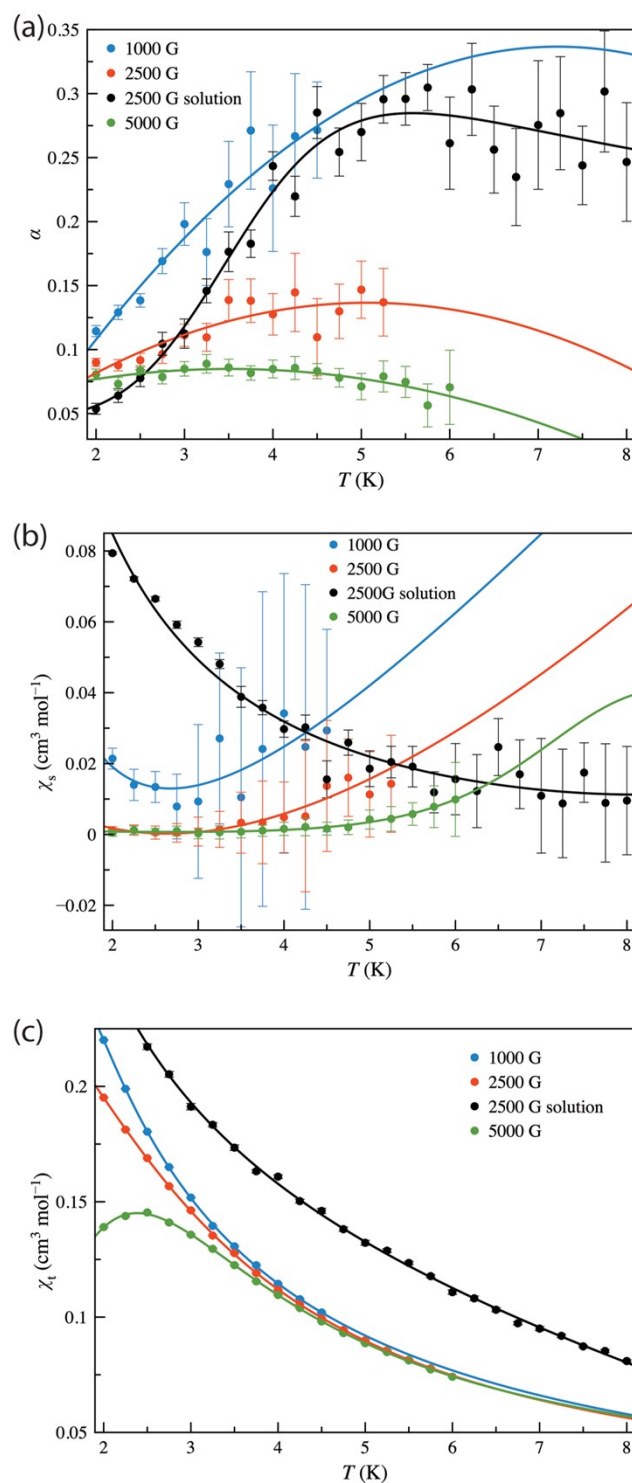 (a)
0.35
0.3
0.25
0.2
0.15
0.1
0.05
α
1000 G
2500 G
2500 G solution
5000 G
2 3 4 5 6 7 8
T (K)
(b)
0.08
0.06
0.04
0.02
0
−0.02
χs (cm³ mol⁻¹)
1000 G
2500 G
2500G solution
5000 G
2 3 4 5 6 7 8
T (K)
(c)
0.2
0.15
0.1
0.05
χt (cm³ mol⁻¹)
1000 G
2500 G
2500 G solution
5000 G
2 3 4 5 6 7 8
T (K)